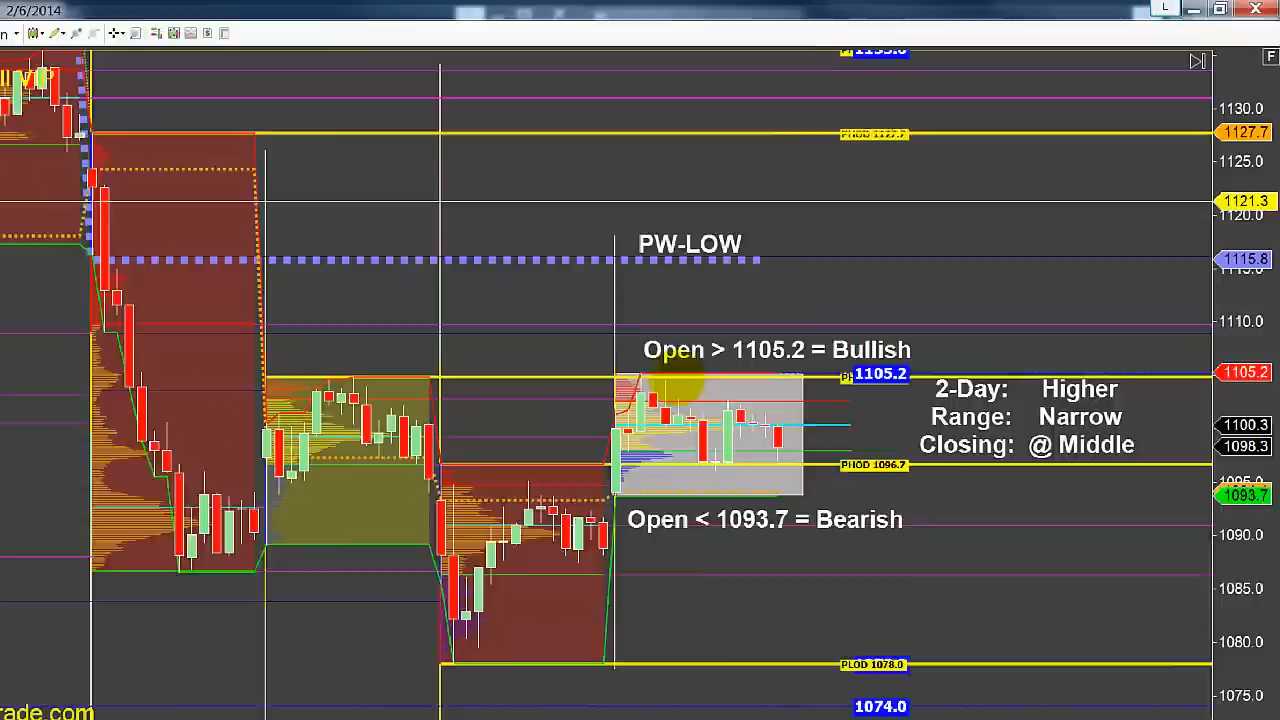 2/6/2014
L
n
F
1130.0
1127.7
PHOD 1127.7
1125.0
1121.3
1120.0
PW-LOW
1115.8
1110.0
Open > 1105.2 = Bullish
1105.2
1105.2
2-Day: Higher
Range: Narrow
Closing: @ Middle
1100.3
1098.3
PHOD 1096.7
1093.7
Open < 1093.7 = Bearish
1090.0
1085.0
1080.0
PLOD 1078.0
1075.0
1074.0
rade.com